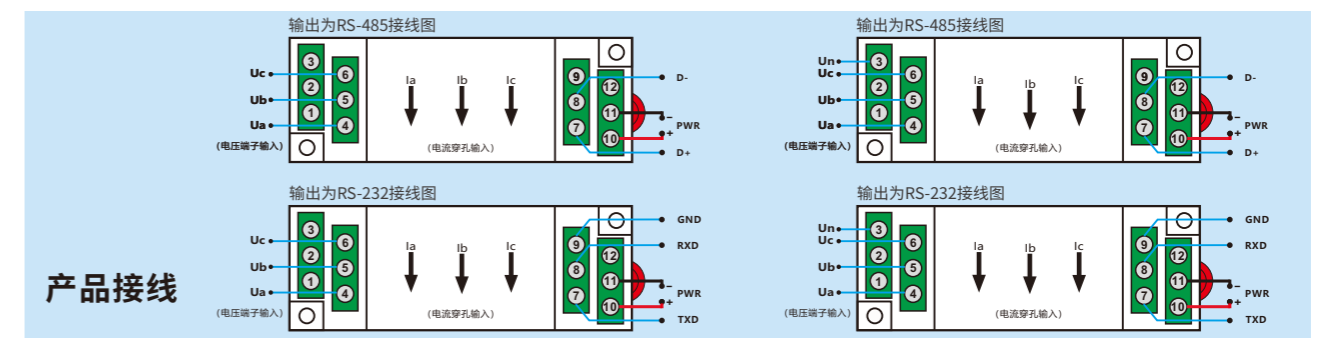 输出为RS-485接线图
3
2
1
6
5
4
Uc
Ub
Ua
(电压端子输入)
Ia
Ib
Ic
(电流穿孔输入)
9
8
7
12
11
10
D-
-
PWR
+
D+
输出为RS-485接线图
3
2
1
6
5
4
Un
Uc
Ub
Ua
(电压端子输入)
Ia
Ib
Ic
(电流穿孔输入)
9
8
7
12
11
10
D-
-
PWR
+
D+
产品接线
输出为RS-232接线图
3
2
1
6
5
4
Uc
Ub
Ua
(电压端子输入)
Ia
Ib
Ic
(电流穿孔输入)
9
8
7
12
11
10
GND
RXD
-
PWR
+
TXD
输出为RS-232接线图
3
2
1
6
5
4
Un
Uc
Ub
Ua
(电压端子输入)
Ia
Ib
Ic
(电流穿孔输入)
9
8
7
12
11
10
GND
RXD
-
PWR
+
TXD